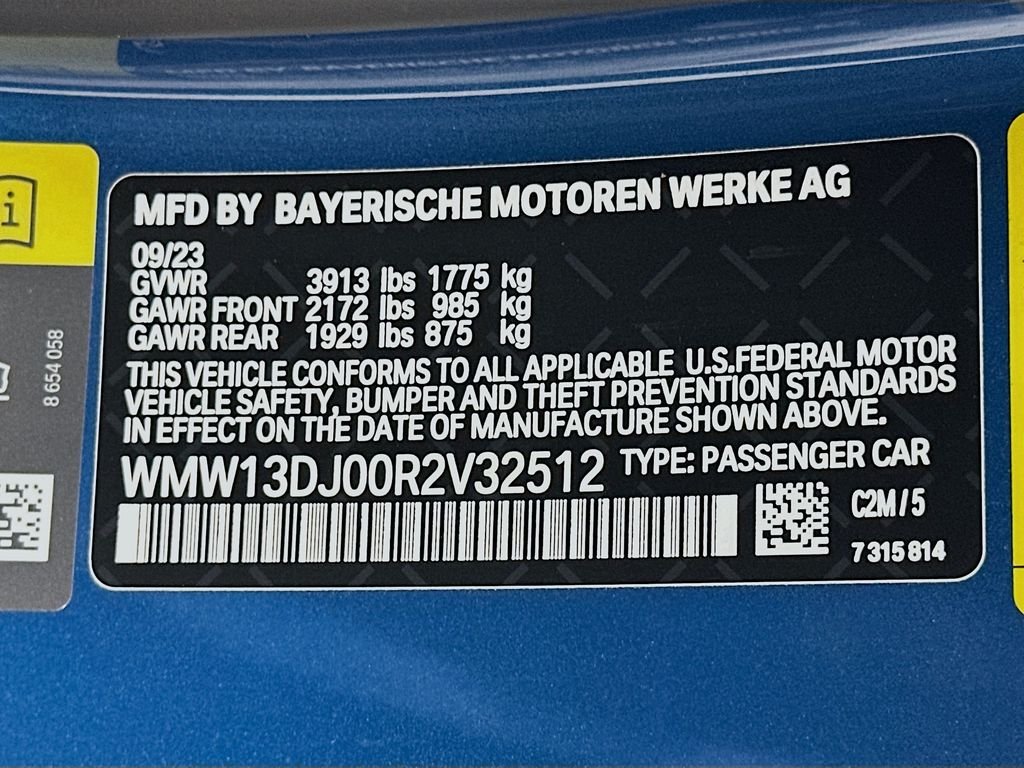 MFD BY BAYERISCHE MOTOREN WERKE AG
09/23
GVWR 3913 lbs 1775 kg
GAWR FRONT 2172 lbs 985 kg
GAWR REAR 1929 lbs 875 kg
THIS VEHICLE CONFORMS TO ALL APPLICABLE U.S.FEDERAL MOTOR
VEHICLE SAFETY, BUMPER AND THEFT PREVENTION STANDARDS
IN EFFECT ON THE DATE OF MANUFACTURE SHOWN ABOVE.
WMW13DJ00R2V32512 TYPE: PASSENGER CAR
C2M/5
7315814
i
8 654 058